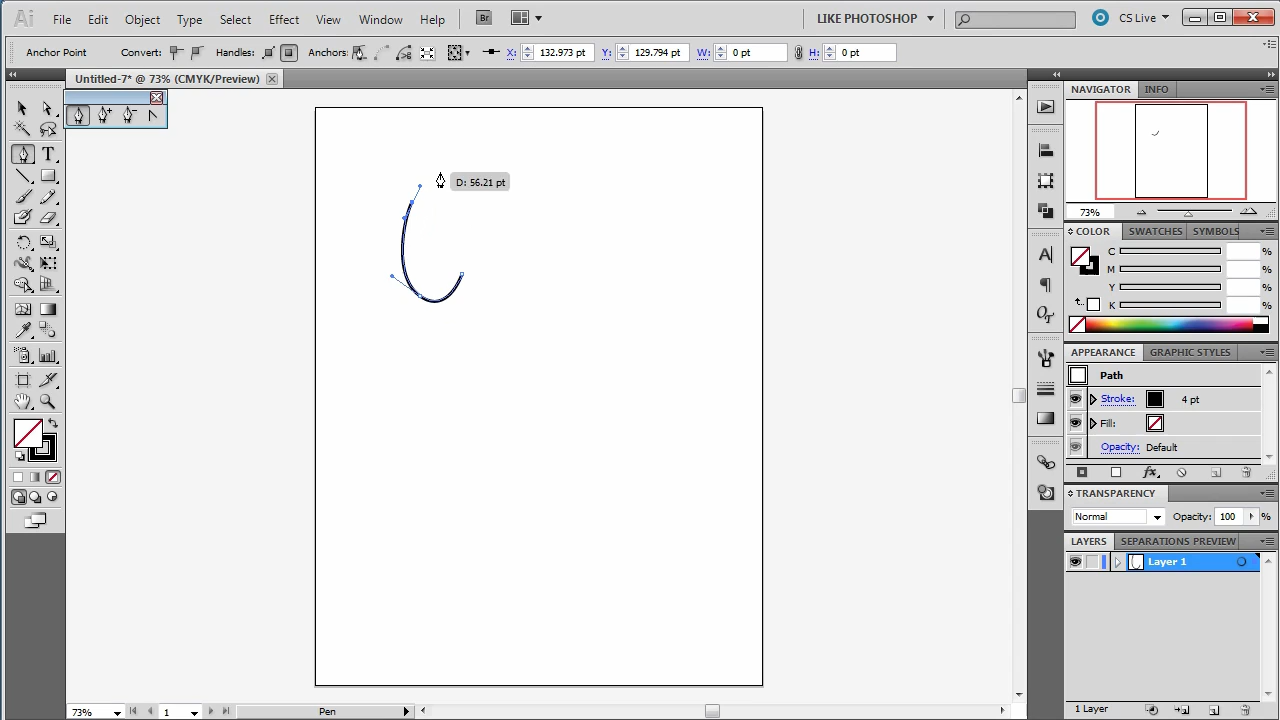 Ai File Edit Object Type Select Effect View Window Help Br LIKE PHOTOSHOP CS Live
Anchor Point Convert: Handles: Anchors: X: 132.973 pt Y: 129.794 pt W: 0 pt H: 0 pt
Untitled-7* @ 73% (CMYK/Preview)
D: 56.21 pt
NAVIGATOR INFO
73%
COLOR SWATCHES SYMBOLS
C %
M %
Y %
K %
APPEARANCE GRAPHIC STYLES
Path
Stroke: 4 pt
Fill:
Opacity: Default
fx
TRANSPARENCY
Normal Opacity: 100 %
LAYERS SEPARATIONS PREVIEW
Layer 1
1 Layer
73% 1 Pen